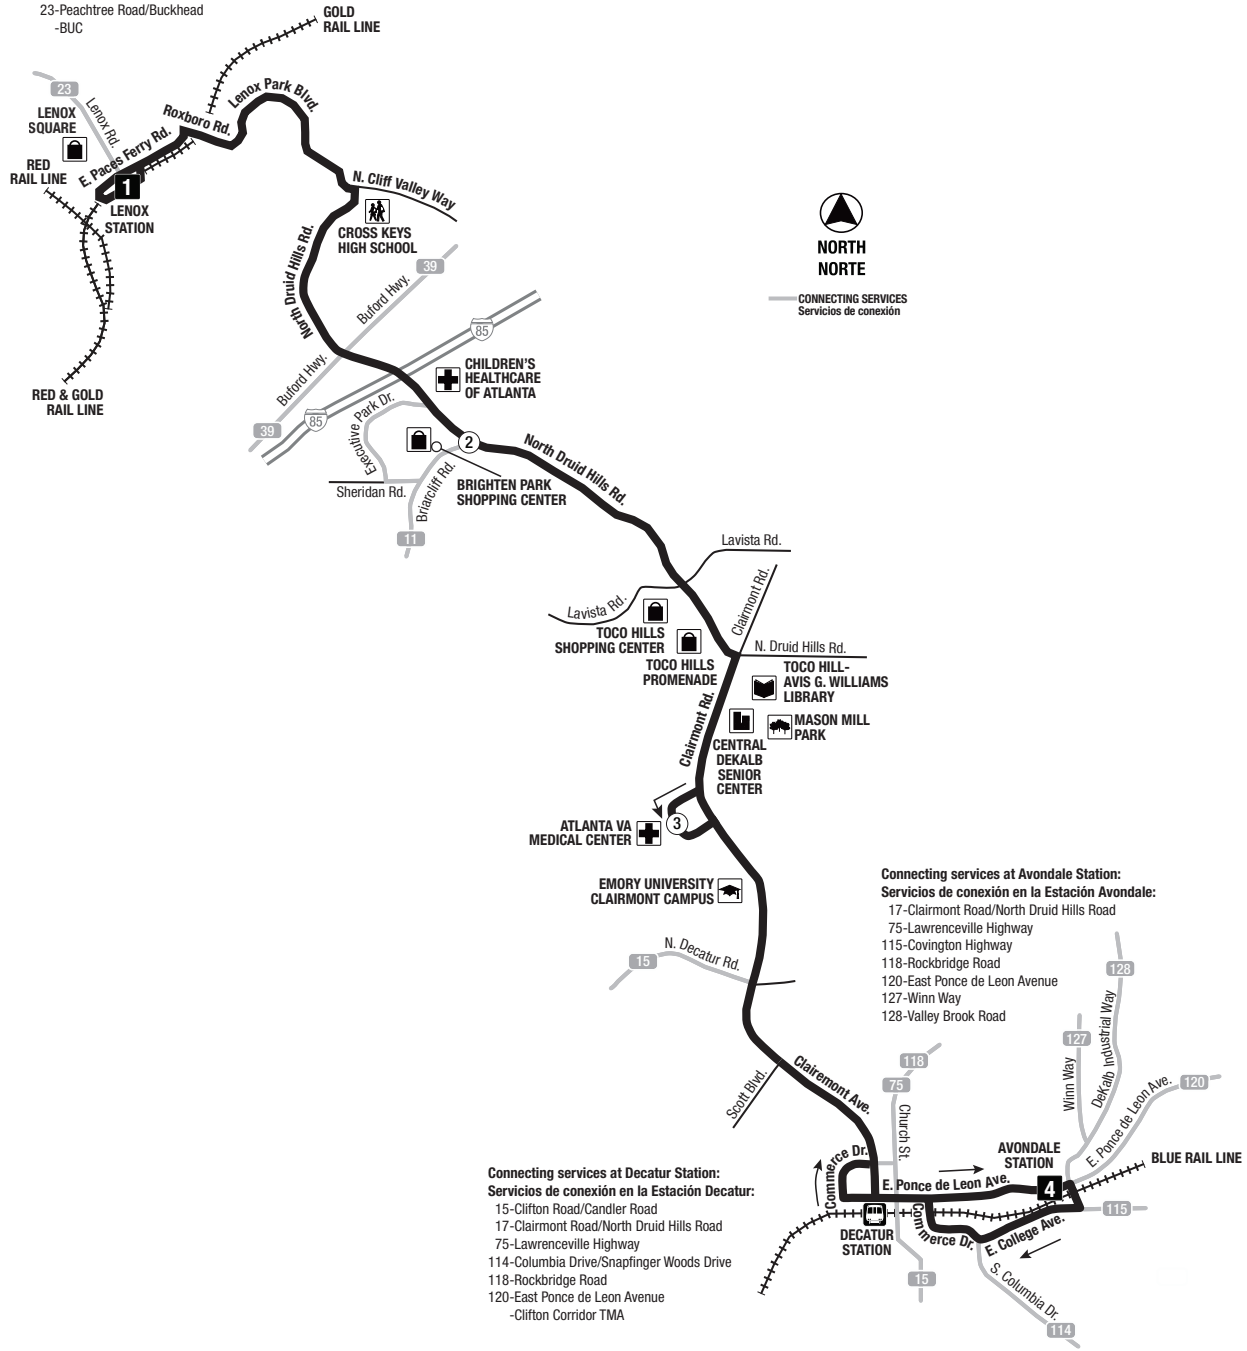 23-Peachtree Road/Buckhead
-BUC
GOLD
RAIL LINE
23
LENOX
SQUARE
Lenox Rd.
Roxboro Rd.
Lenox Park Blvd.
E. Paces Ferry Rd.
RED
RAIL LINE
1
LENOX
STATION
N. Cliff Valley Way
CROSS KEYS
HIGH SCHOOL
North Druid Hills Rd.
39
Buford Hwy.
NORTH
NORTE
CONNECTING SERVICES
Servicios de conexión
85
Buford Hwy.
RED & GOLD
RAIL LINE
CHILDREN'S
HEALTHCARE
OF ATLANTA
85
39
Executive Park Dr.
2
North Druid Hills Rd.
BRIGHTEN PARK
SHOPPING CENTER
Sheridan Rd.
Briarcliff Rd.
11
Lavista Rd.
Clairmont Rd.
Lavista Rd.
TOCO HILLS
SHOPPING CENTER
N. Druid Hills Rd.
TOCO HILLS
PROMENADE
TOCO HILL-
AVIS G. WILLIAMS
LIBRARY
Clairmont Rd.
MASON MILL
PARK
CENTRAL
DEKALB
SENIOR
CENTER
3
ATLANTA VA
MEDICAL CENTER
EMORY UNIVERSITY
CLAIRMONT CAMPUS
Connecting services at Avondale Station:
Servicios de conexión en la Estación Avondale:
17-Clairmont Road/North Druid Hills Road
75-Lawrenceville Highway
115-Covington Highway
118-Rockbridge Road
120-East Ponce de Leon Avenue
127-Winn Way
128-Valley Brook Road
15
N. Decatur Rd.
128
127
DeKalb Industrial Way
Winn Way
118
75
120
Clairemont Ave.
Scott Blvd.
Church St.
E. Ponce de Leon Ave.
AVONDALE
STATION
BLUE RAIL LINE
Commerce Dr.
E. Ponce de Leon Ave.
4
115
DECATUR
STATION
Commerce Dr.
E. College Ave.
15
S. Columbia Dr.
114
Connecting services at Decatur Station:
Servicios de conexión en la Estación Decatur:
15-Clifton Road/Candler Road
17-Clairmont Road/North Druid Hills Road
75-Lawrenceville Highway
114-Columbia Drive/Snapfinger Woods Drive
118-Rockbridge Road
120-East Ponce de Leon Avenue
-Clifton Corridor TMA